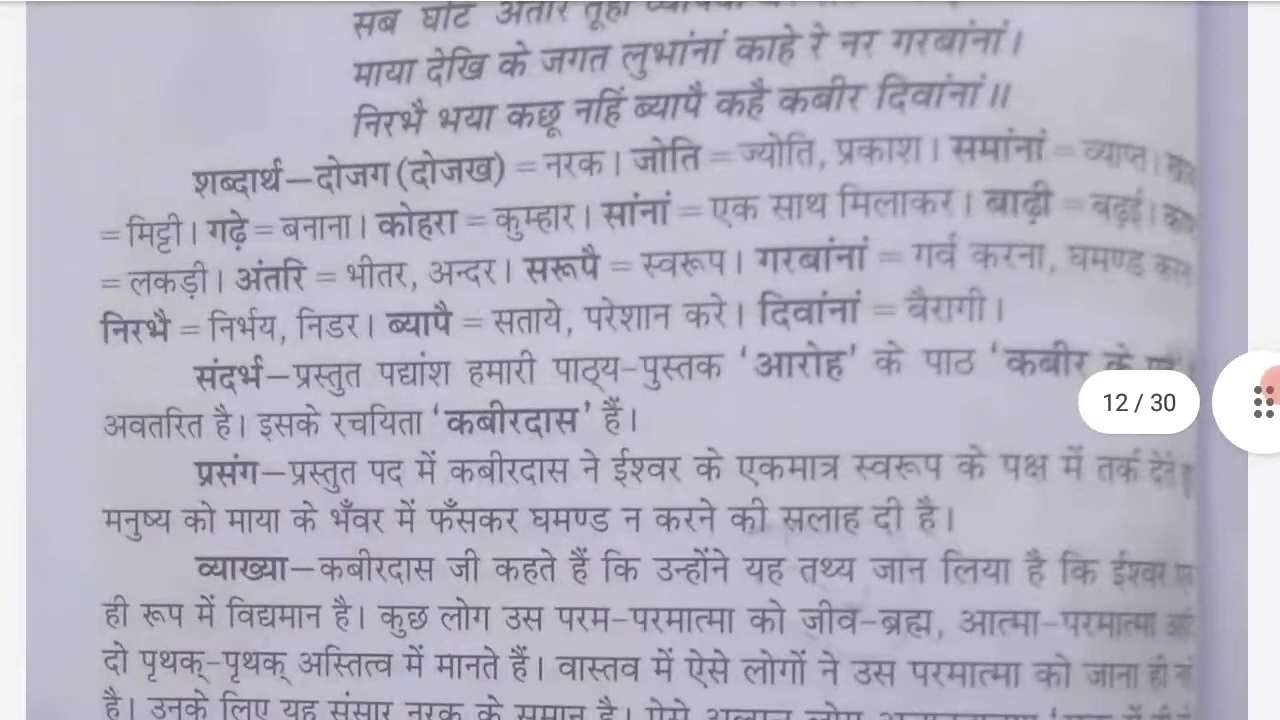 सब घटि अंतरि तूंही
माया देखि के जगत लुभांनां काहे रे नर गरबांनां।
निरभै भया कछू नहिं ब्यापै कहै कबीर दिवांनां॥
शब्दार्थ–दोजग (दोजख) = नरक। जोति = ज्योति, प्रकाश। समांनां = व्याप्त।
= मिट्टी। गढ़े = बनाना। कोहरा = कुम्हार। सांनां = एक साथ मिलाकर। बाढ़ी = बढ़ई।
= लकड़ी। अंतरि = भीतर, अन्दर। सरूपै = स्वरूप। गरबांनां = गर्व करना, घमण्ड
निरभै = निर्भय, निडर। ब्यापै = सताये, परेशान करे। दिवांनां = बैरागी।
संदर्भ–प्रस्तुत पद्यांश हमारी पाठ्य-पुस्तक 'आरोह' के पाठ 'कबीर के
अवतरित है। इसके रचयिता 'कबीरदास' हैं।
12 / 30
प्रसंग–प्रस्तुत पद में कबीरदास ने ईश्वर के एकमात्र स्वरूप के पक्ष में तर्क देते
मनुष्य को माया के भँवर में फँसकर घमण्ड न करने की सलाह दी है।
व्याख्या–कबीरदास जी कहते हैं कि उन्होंने यह तथ्य जान लिया है कि ईश्वर
ही रूप में विद्यमान है। कुछ लोग उस परम-परमात्मा को जीव-ब्रह्म, आत्मा-परमात्मा
दो पृथक्-पृथक् अस्तित्व में मानते हैं। वास्तव में ऐसे लोगों ने उस परमात्मा को जाना ही
है। उनके लिए यह संसार नरक के समान है। ऐसे